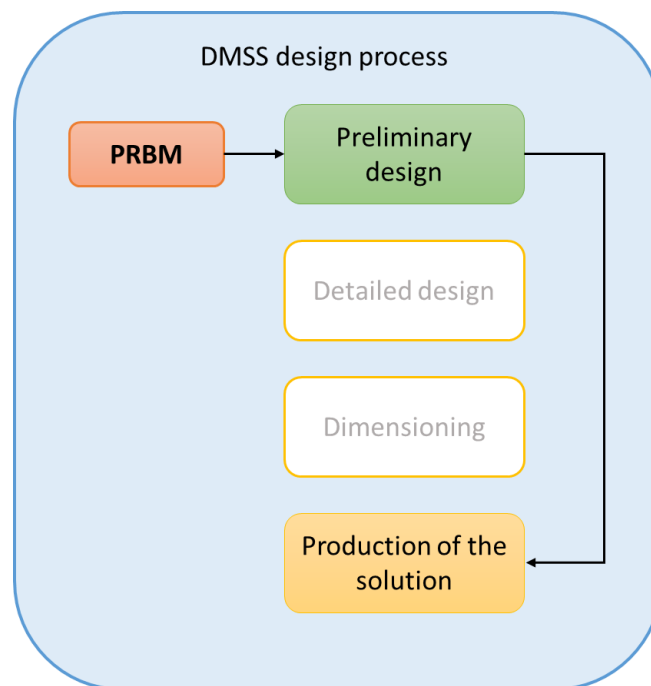 DMSS design process
PRBM
Preliminary
design
Detailed design
Dimensioning
Production of the
solution